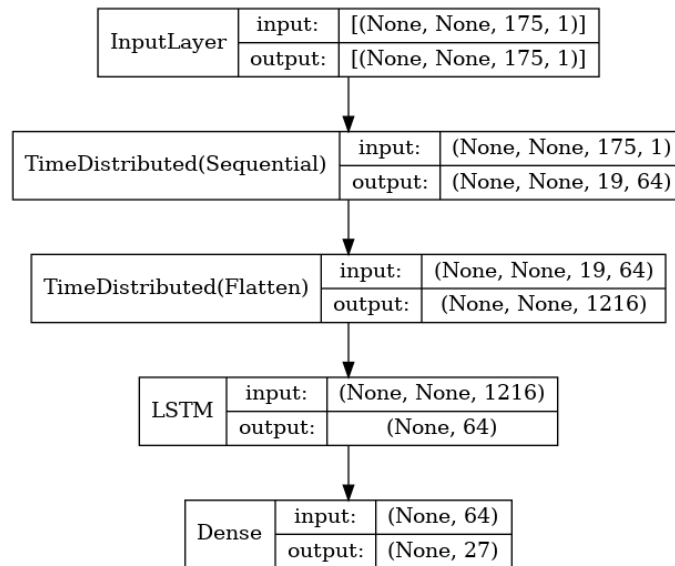 InputLayer
input: [(None, None, 175, 1)]
output: [(None, None, 175, 1)]
TimeDistributed(Sequential)
input: (None, None, 175, 1)
output: (None, None, 19, 64)
TimeDistributed(Flatten)
input: (None, None, 19, 64)
output: (None, None, 1216)
LSTM
input: (None, None, 1216)
output: (None, 64)
Dense
input: (None, 64)
output: (None, 27)